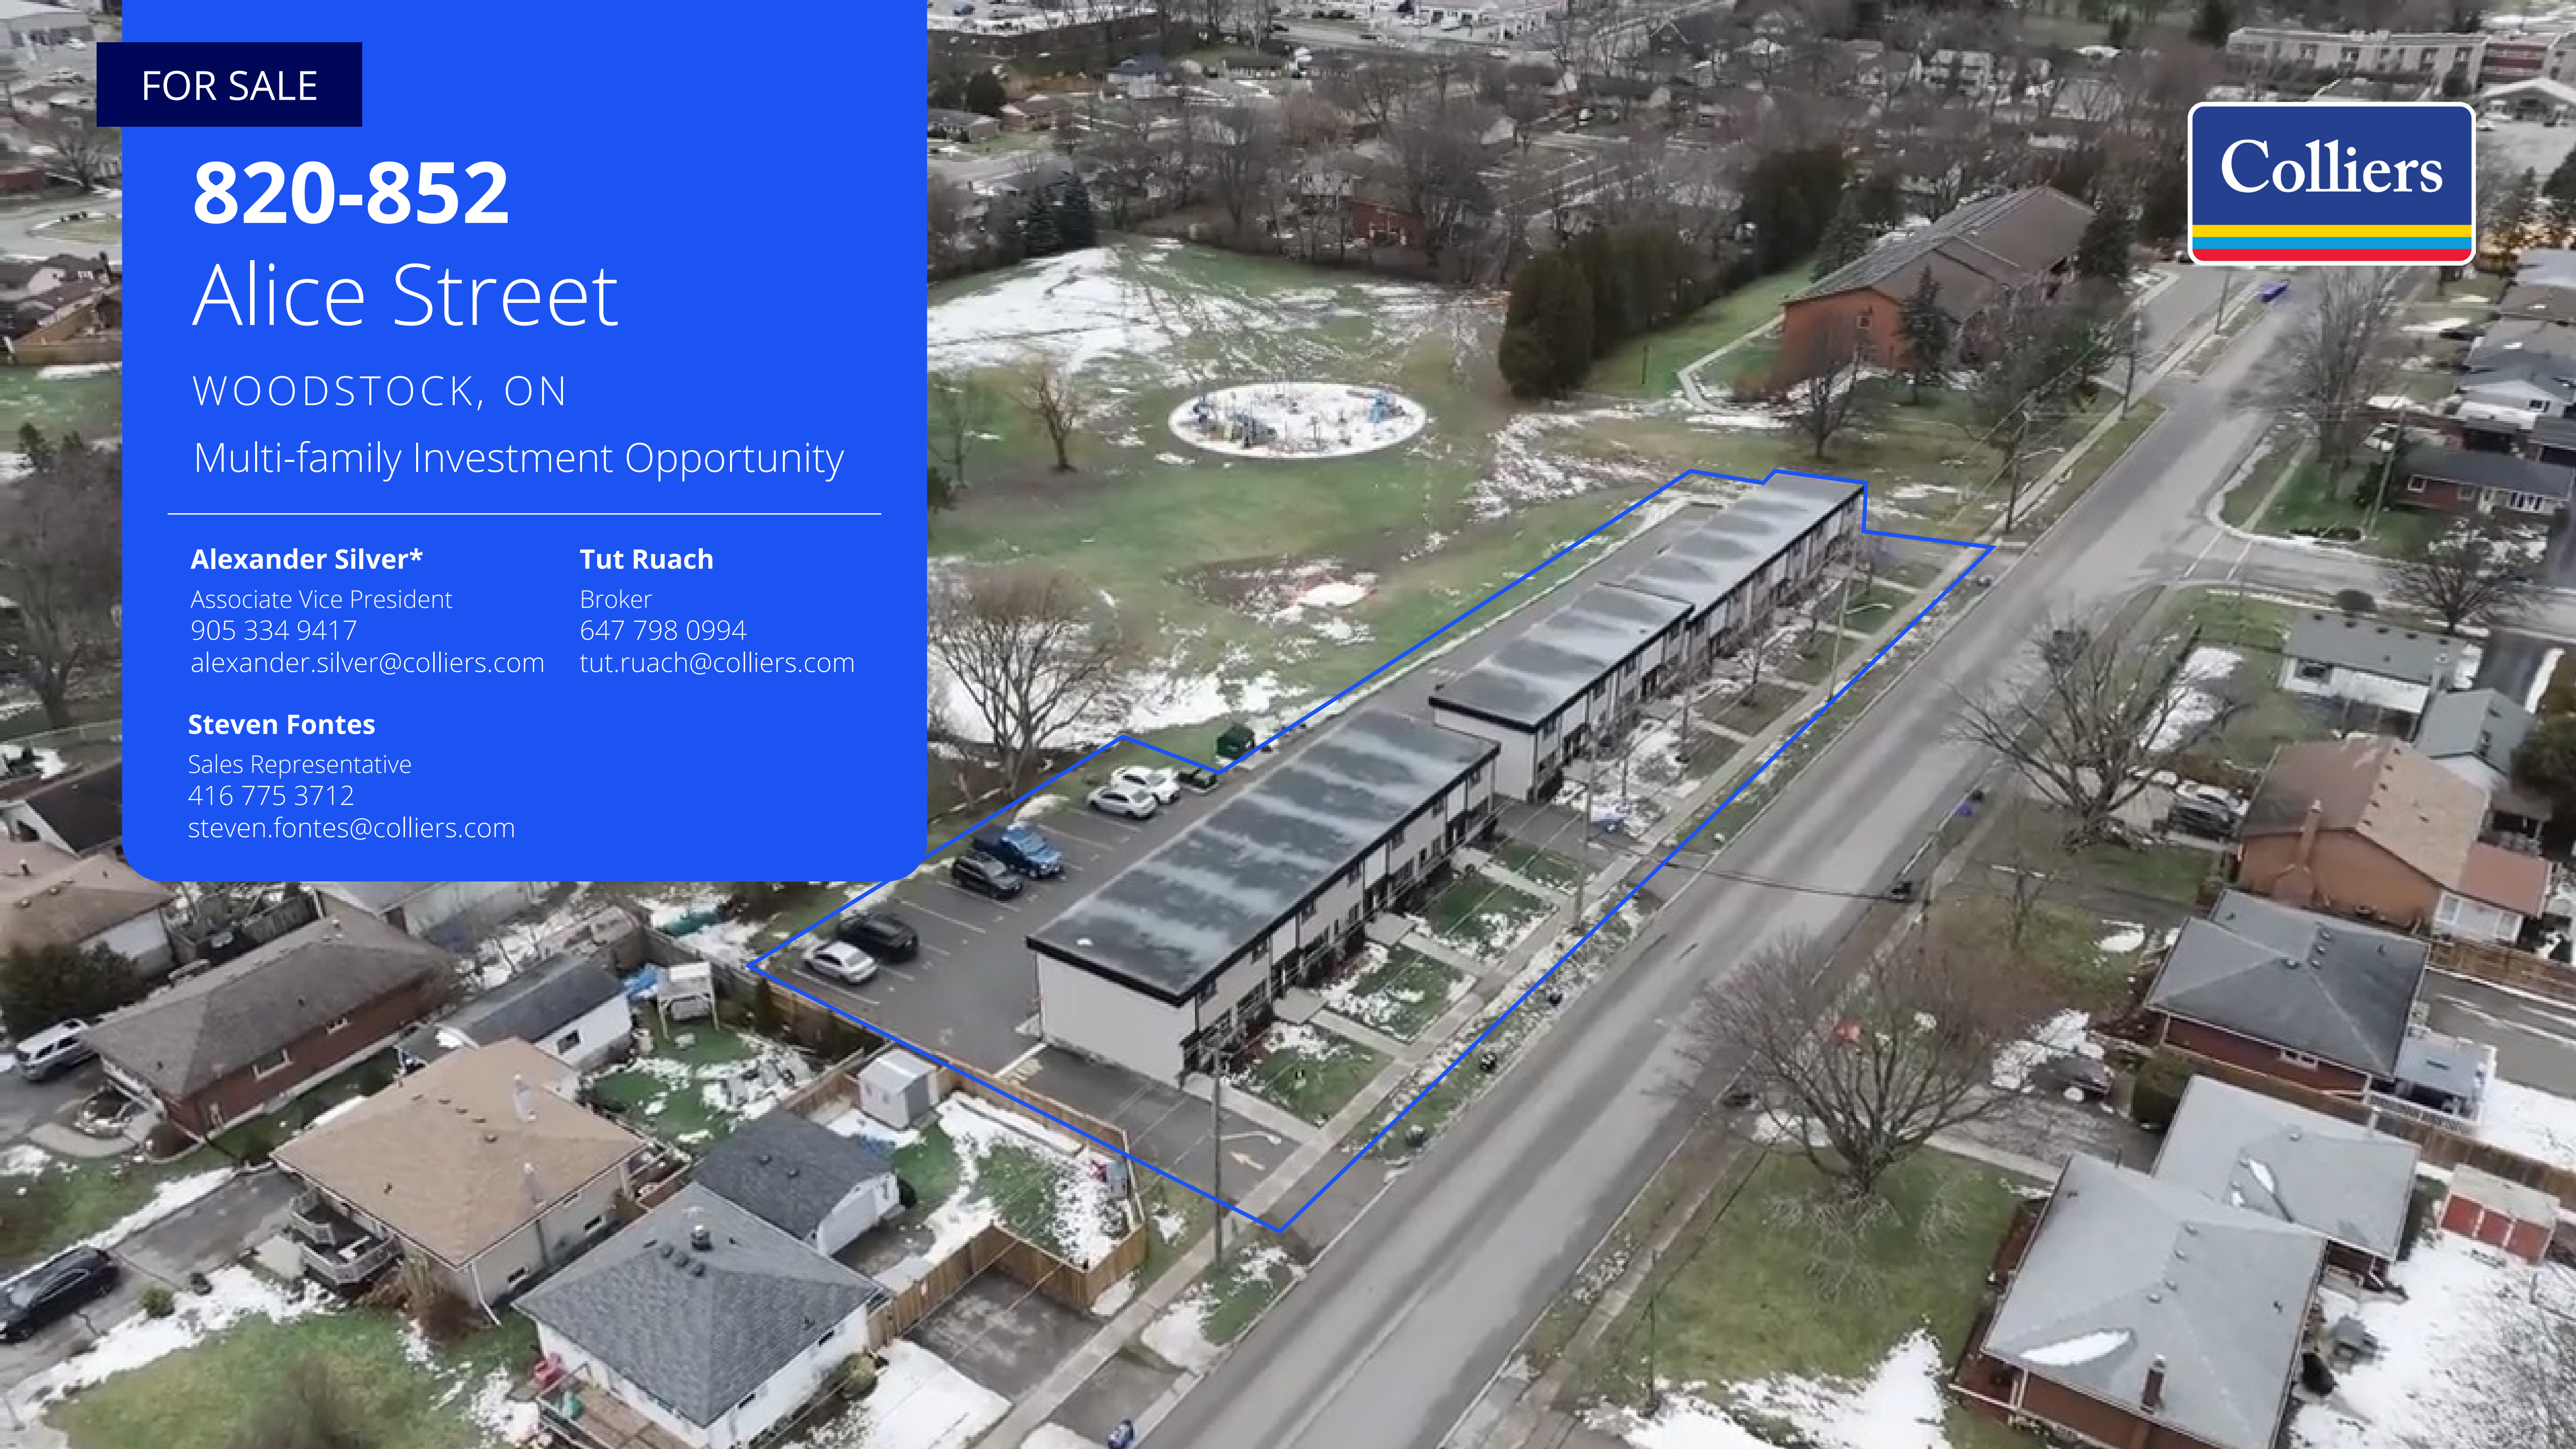 FOR SALE
820-852
Alice Street
WOODSTOCK, ON
Multi-family Investment Opportunity
Alexander Silver*
Associate Vice President
905 334 9417
alexander.silver@colliers.com
Tut Ruach
Broker
647 798 0994
tut.ruach@colliers.com
Steven Fontes
Sales Representative
416 775 3712
steven.fontes@colliers.com
Colliers